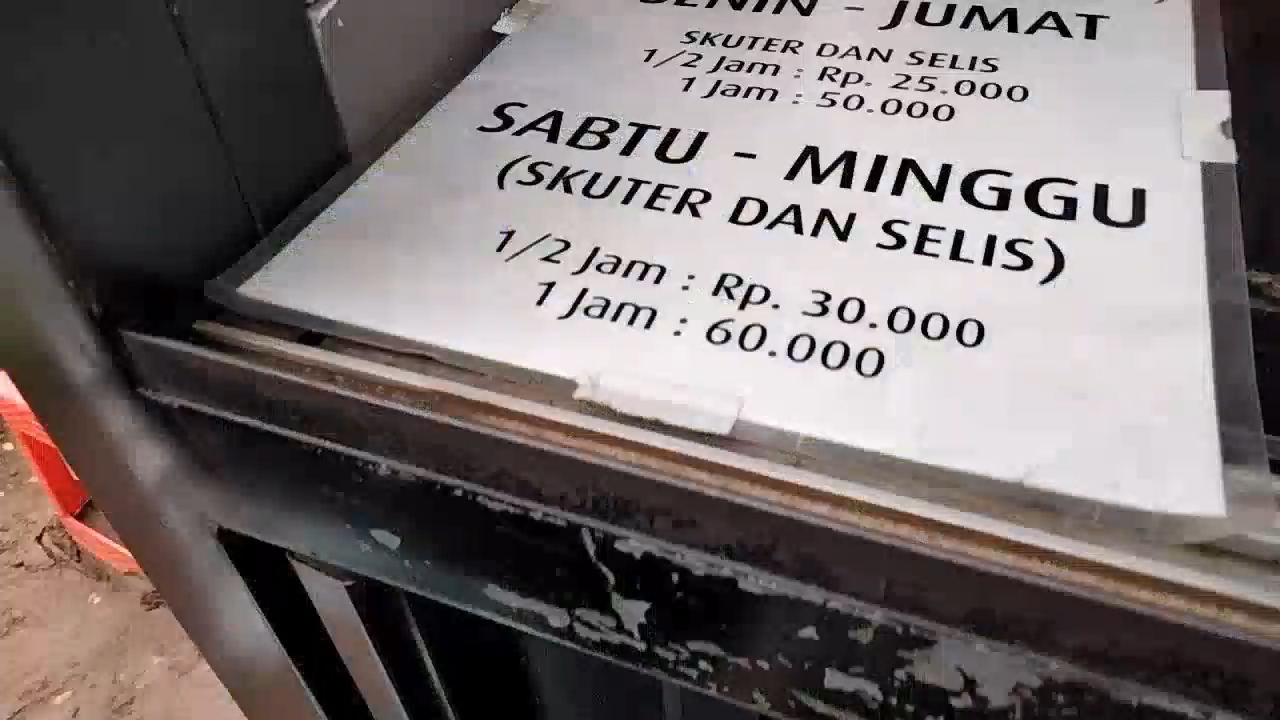 SENIN - JUMAT
SKUTER DAN SELIS
1/2 Jam : Rp. 25.000
1 Jam : 50.000
SABTU - MINGGU
(SKUTER DAN SELIS)
1/2 Jam : Rp. 30.000
1 Jam : 60.000